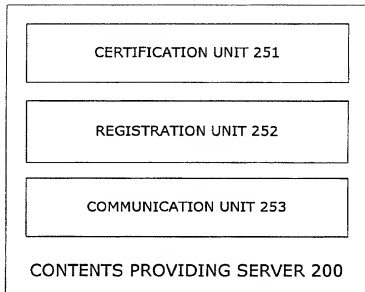 CERTIFICATION UNIT 251
REGISTRATION UNIT 252
COMMUNICATION UNIT 253
CONTENTS PROVIDING SERVER 200